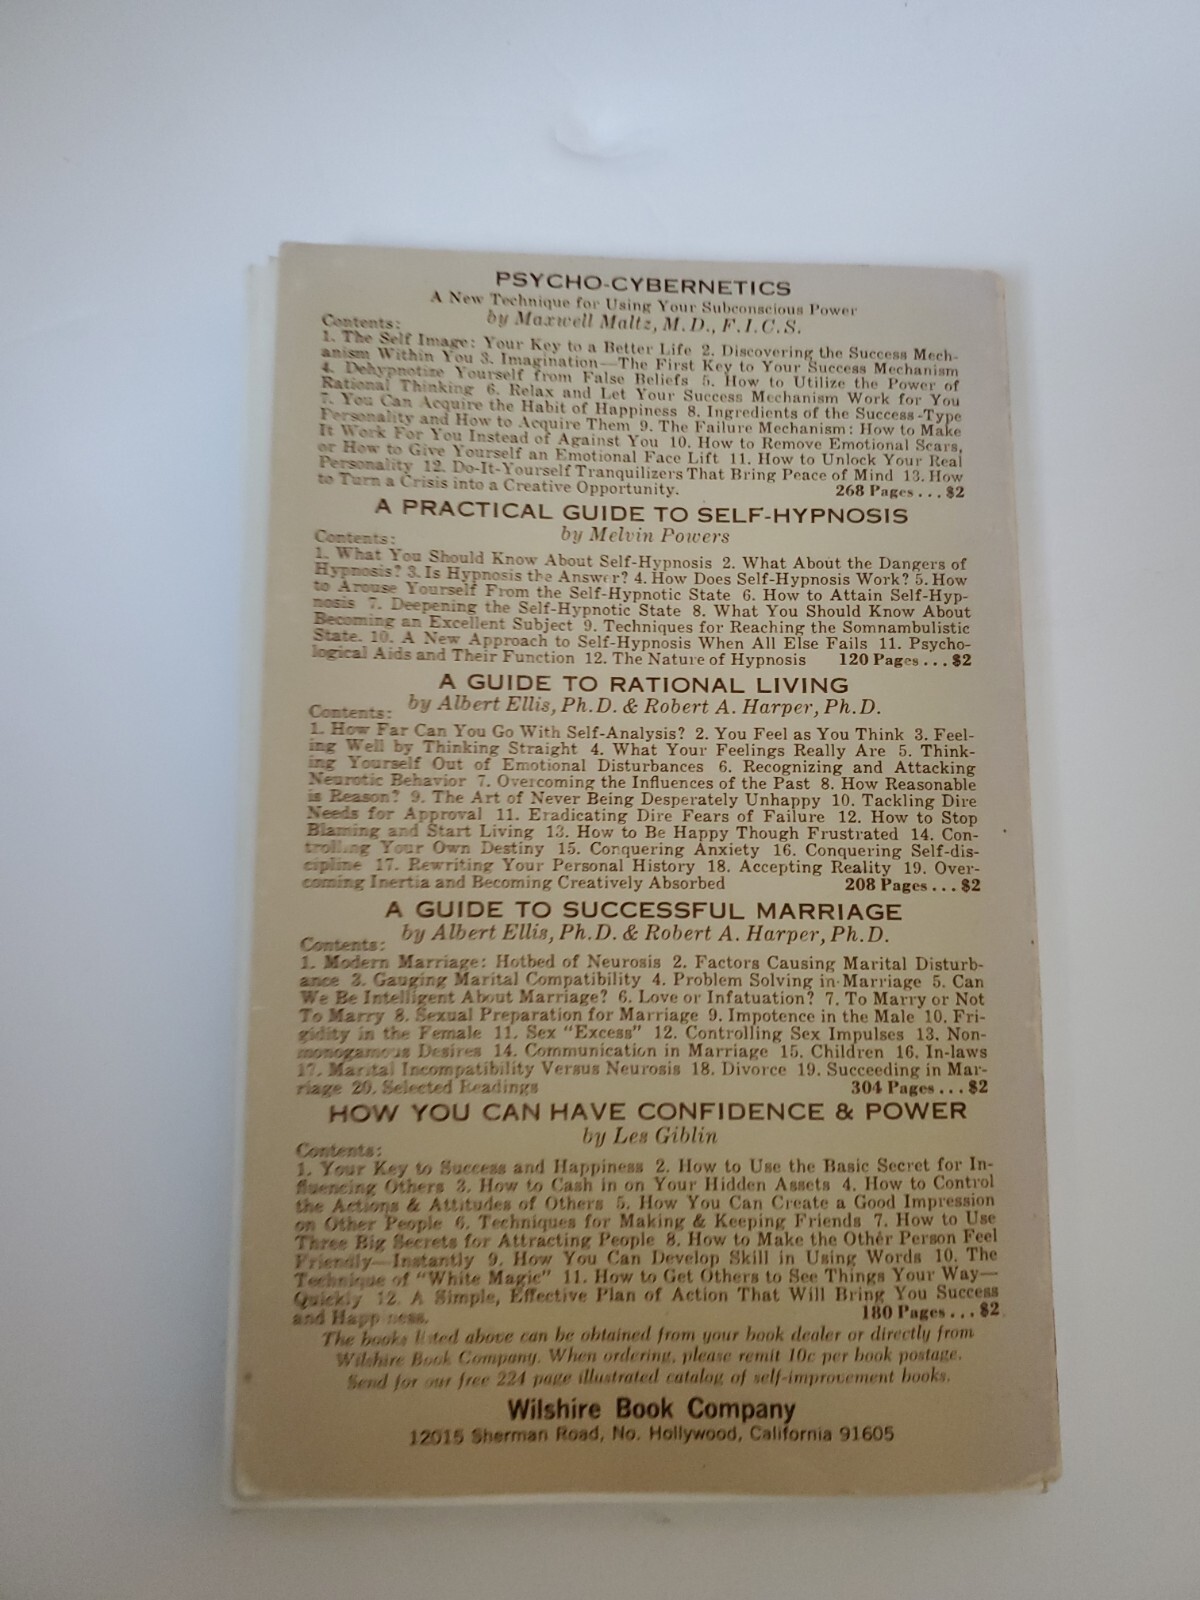 PSYCHO-CYBERNETICS
A New Technique for Using Your Subconscious Power
by Maxwell Maltz, M.D., F.I.C.S.
Contents:
1. The Self Image: Your Key to a Better Life 2. Discovering the Success Mech-
anism Within You 3. Imagination—The First Key to Your Success Mechanism
4. Dehypnotize Yourself from False Beliefs 5. How to Utilize the Power of
Rational Thinking 6. Relax and Let Your Success Mechanism Work for You
7. You Can Acquire the Habit of Happiness 8. Ingredients of the Success-Type
Personality and How to Acquire Them 9. The Failure Mechanism: How to Make
It Work For You Instead of Against You 10. How to Remove Emotional Scars,
or How to Give Yourself an Emotional Face Lift 11. How to Unlock Your Real
Personality 12. Do-It-Yourself Tranquilizers That Bring Peace of Mind 13. How
to Turn a Crisis into a Creative Opportunity. 268 Pages...$2
A PRACTICAL GUIDE TO SELF-HYPNOSIS
by Melvin Powers
Contents:
1. What You Should Know About Self-Hypnosis 2. What About the Dangers of
Hypnosis? 3. Is Hypnosis the Answer? 4. How Does Self-Hypnosis Work? 5. How
to Arouse Yourself From the Self-Hypnotic State 6. How to Attain Self-Hyp-
nosis 7. Deepening the Self-Hypnotic State 8. What You Should Know About
Becoming an Excellent Subject 9. Techniques for Reaching the Somnambulistic
State. 10. A New Approach to Self-Hypnosis When All Else Fails 11. Psycho-
logical Aids and Their Function 12. The Nature of Hypnosis 120 Pages...$2
A GUIDE TO RATIONAL LIVING
by Albert Ellis, Ph.D. & Robert A. Harper, Ph.D.
Contents:
1. How Far Can You Go With Self-Analysis? 2. You Feel as You Think 3. Feel-
ing Well by Thinking Straight 4. What Your Feelings Really Are 5. Think-
ing Yourself Out of Emotional Disturbances 6. Recognizing and Attacking
Neurotic Behavior 7. Overcoming the Influences of the Past 8. How Reasonable
is Reason? 9. The Art of Never Being Desperately Unhappy 10. Tackling Dire
Needs for Approval 11. Eradicating Dire Fears of Failure 12. How to Stop
Blaming and Start Living 13. How to Be Happy Though Frustrated 14. Con-
trolling Your Own Destiny 15. Conquering Anxiety 16. Conquering Self-dis-
cipline 17. Rewriting Your Personal History 18. Accepting Reality 19. Over-
coming Inertia and Becoming Creatively Absorbed 208 Pages...$2
A GUIDE TO SUCCESSFUL MARRIAGE
by Albert Ellis, Ph.D. & Robert A. Harper, Ph.D.
Contents:
1. Modern Marriage: Hotbed of Neurosis 2. Factors Causing Marital Disturb-
ance 3. Gauging Marital Compatibility 4. Problem Solving in Marriage 5. Can
We Be Intelligent About Marriage? 6. Love or Infatuation? 7. To Marry or Not
To Marry 8. Sexual Preparation for Marriage 9. Impotence in the Male 10. Fri-
gidity in the Female 11. Sex "Excess" 12. Controlling Sex Impulses 13. Non-
monogamous Desires 14. Communication in Marriage 15. Children 16. In-laws
17. Marital Incompatibility Versus Neurosis 18. Divorce 19. Succeeding in Mar-
riage 20. Selected Readings 304 Pages...$2
HOW YOU CAN HAVE CONFIDENCE & POWER
by Les Giblin
Contents:
1. Your Key to Success and Happiness 2. How to Use the Basic Secret for In-
fluencing Others 3. How to Cash in on Your Hidden Assets 4. How to Control
the Actions & Attitudes of Others 5. How You Can Create a Good Impression
on Other People 6. Techniques for Making & Keeping Friends 7. How to Use
Three Big Secrets for Attracting People 8. How to Make the Other Person Feel
Friendly—Instantly 9. How You Can Develop Skill in Using Words 10. The
Technique of "White Magic" 11. How to Get Others to See Things Your Way—
Quickly 12. A Simple, Effective Plan of Action That Will Bring You Success
and Happiness. 180 Pages...$2
The books listed above can be obtained from your book dealer or directly from
Wilshire Book Company. When ordering, please remit 10c per book postage.
Send for our free 224 page illustrated catalog of self-improvement books.
Wilshire Book Company
12015 Sherman Road, No. Hollywood, California 91605